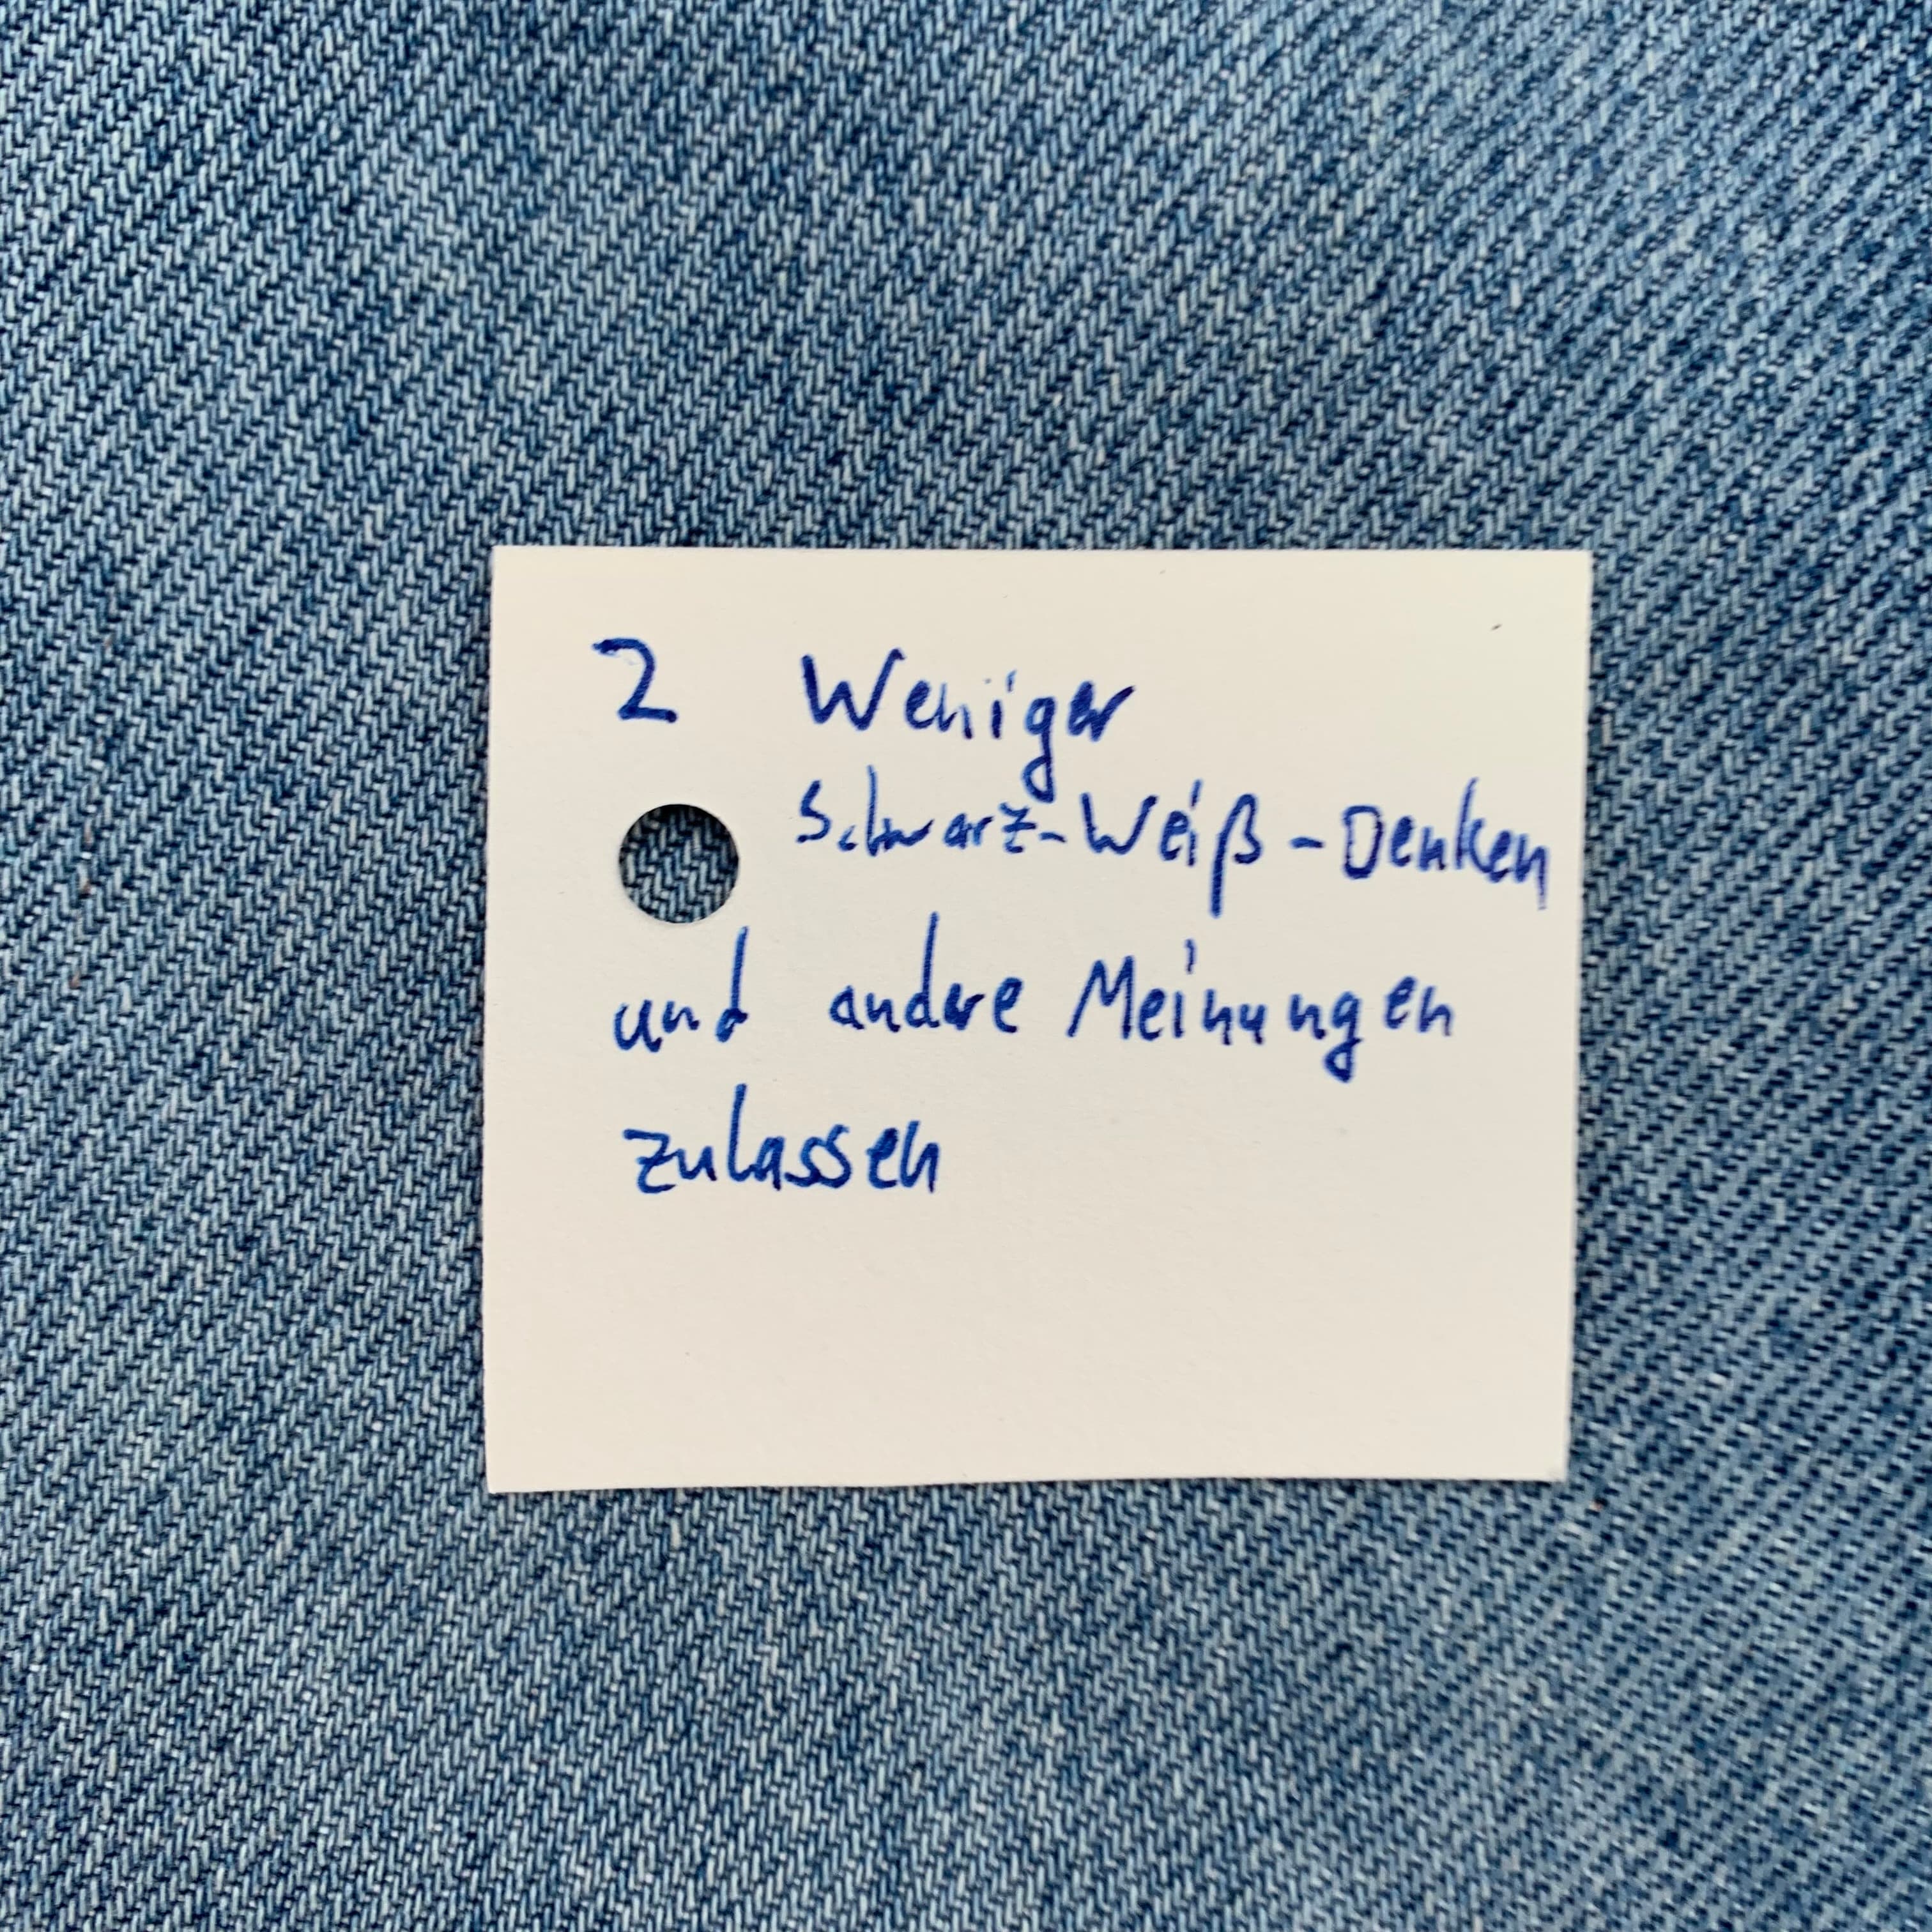 2 Weniger
Schwarz-Weiß-Denken
und andere Meinungen
zulassen